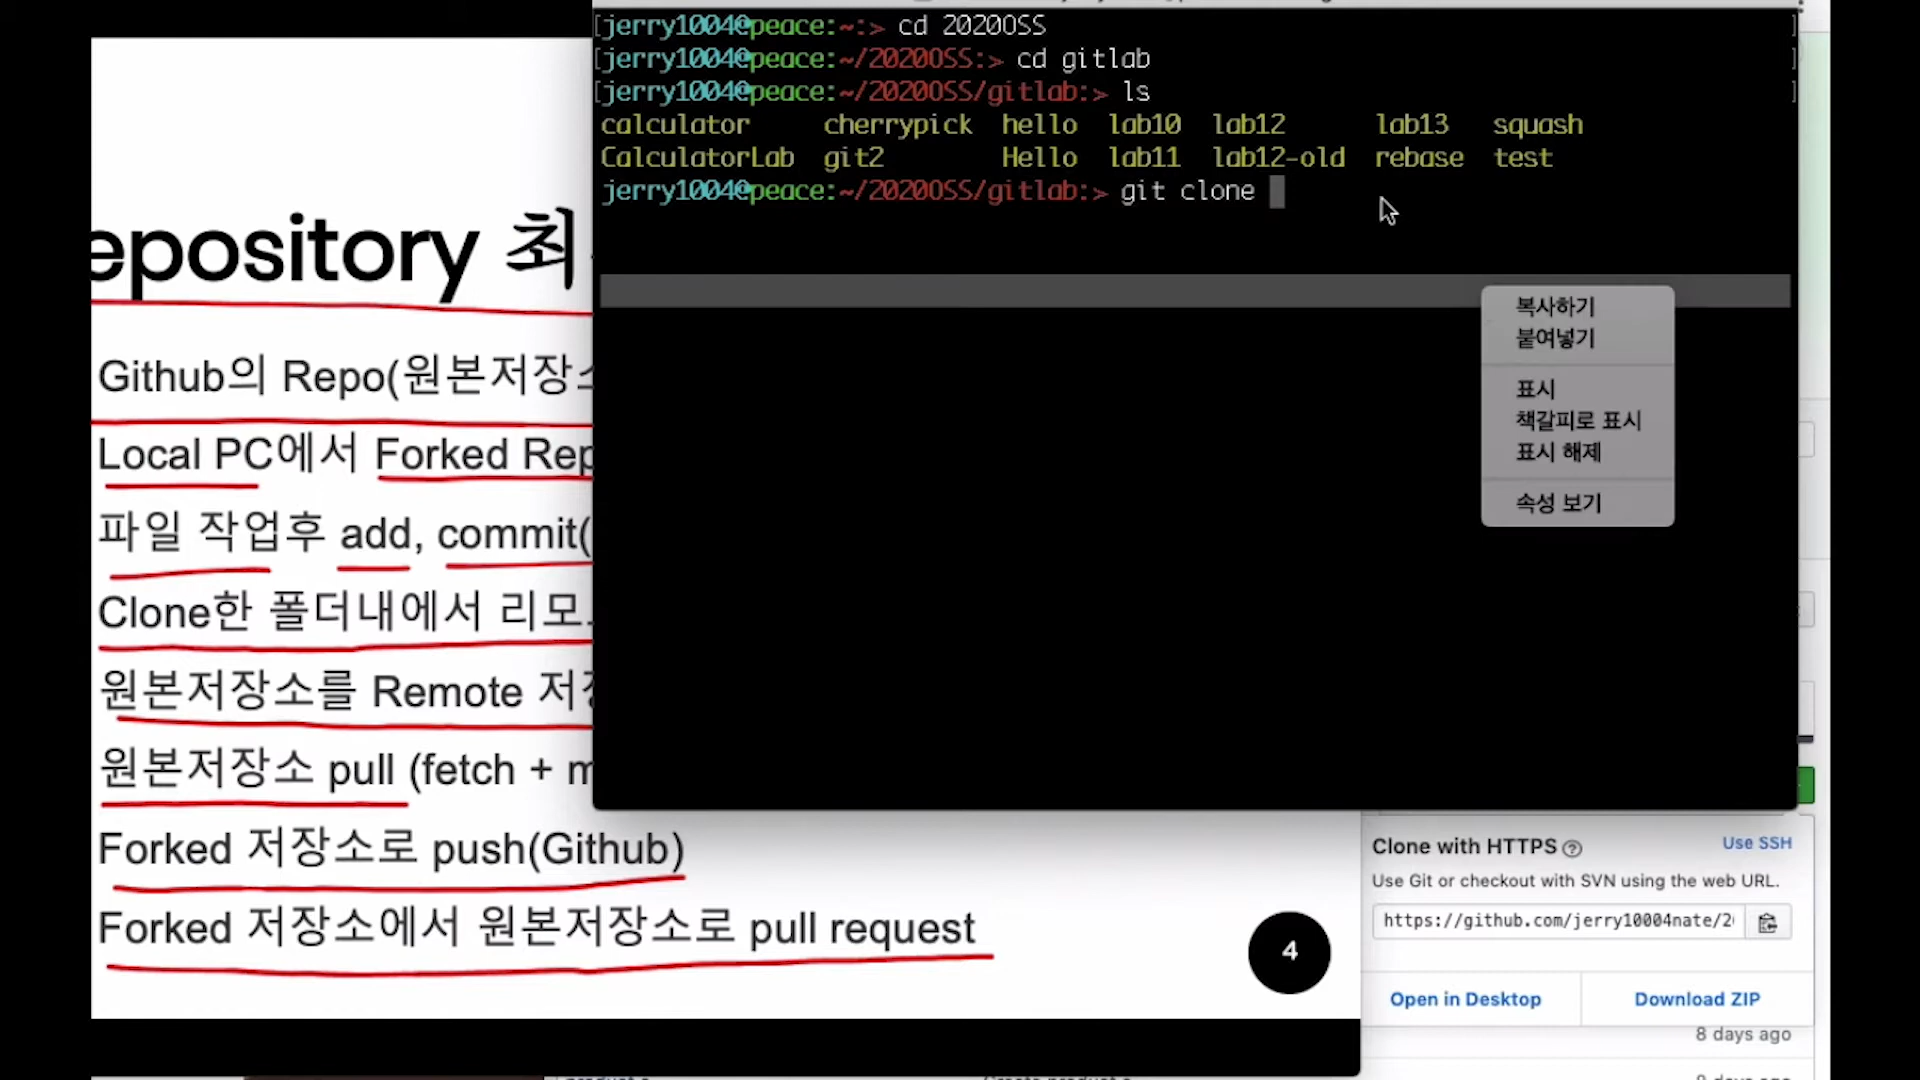 [jerry1004@peace:~:> cd 2020OSS ]
[jerry1004@peace:~/2020OSS:> cd gitlab ]
[jerry1004@peace:~/2020OSS/gitlab:> ls ]
calculator cherrypick hello lab10 lab12 lab13 squash
CalculatorLab git2 Hello lab11 lab12-old rebase test
jerry1004@peace:~/2020OSS/gitlab:> git clone
복사하기
붙여넣기
표시
책갈피로 표시
표시 해제
속성 보기
epository 최
Github의 Repo(원본저장소
Local PC에서 Forked Rep
파일 작업후 add, commit(
Clone한 폴더내에서 리모
원본저장소를 Remote 저
원본저장소 pull (fetch + m
Forked 저장소로 push(Github)
Forked 저장소에서 원본저장소로 pull request
4
Clone with HTTPS ?
Use SSH
Use Git or checkout with SVN using the web URL.
https://github.com/jerry10004nate/2
Open in Desktop
Download ZIP
8 days ago